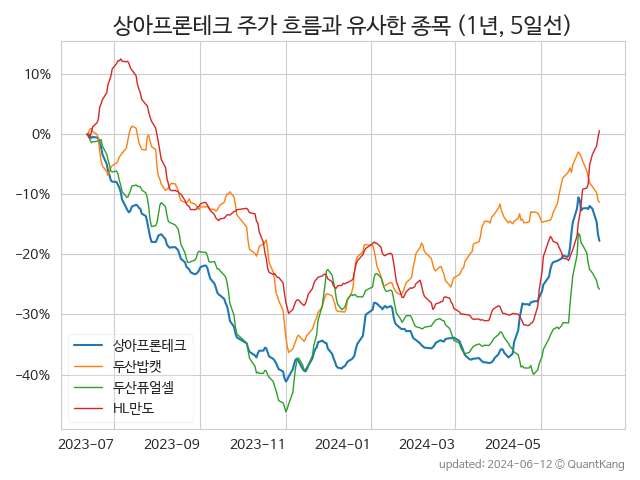 상아프론테크 주가 흐름과 유사한 종목 (1년, 5일선)
10%
0%
−10%
−20%
−30%
−40%
상아프론테크
두산밥캣
두산퓨얼셀
HL만도
2023-07 2023-09 2023-11 2024-01 2024-03 2024-05
updated: 2024-06-12 © QuantKang